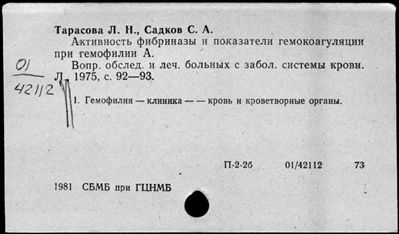 Тарасова Л. Н., Садков С. А.
Активность фибриназы и показатели гемокоагуляции
при гемофилии А.
Вопр. обслед. и леч. больных с забол. системы крови.
Л., 1975, с. 92—93.
01/
42112
1. Гемофилия — клиника — — кровь и кроветворные органы.
П-2-2б 01/42112 73
1981 СБМБ при ГЦНМБ